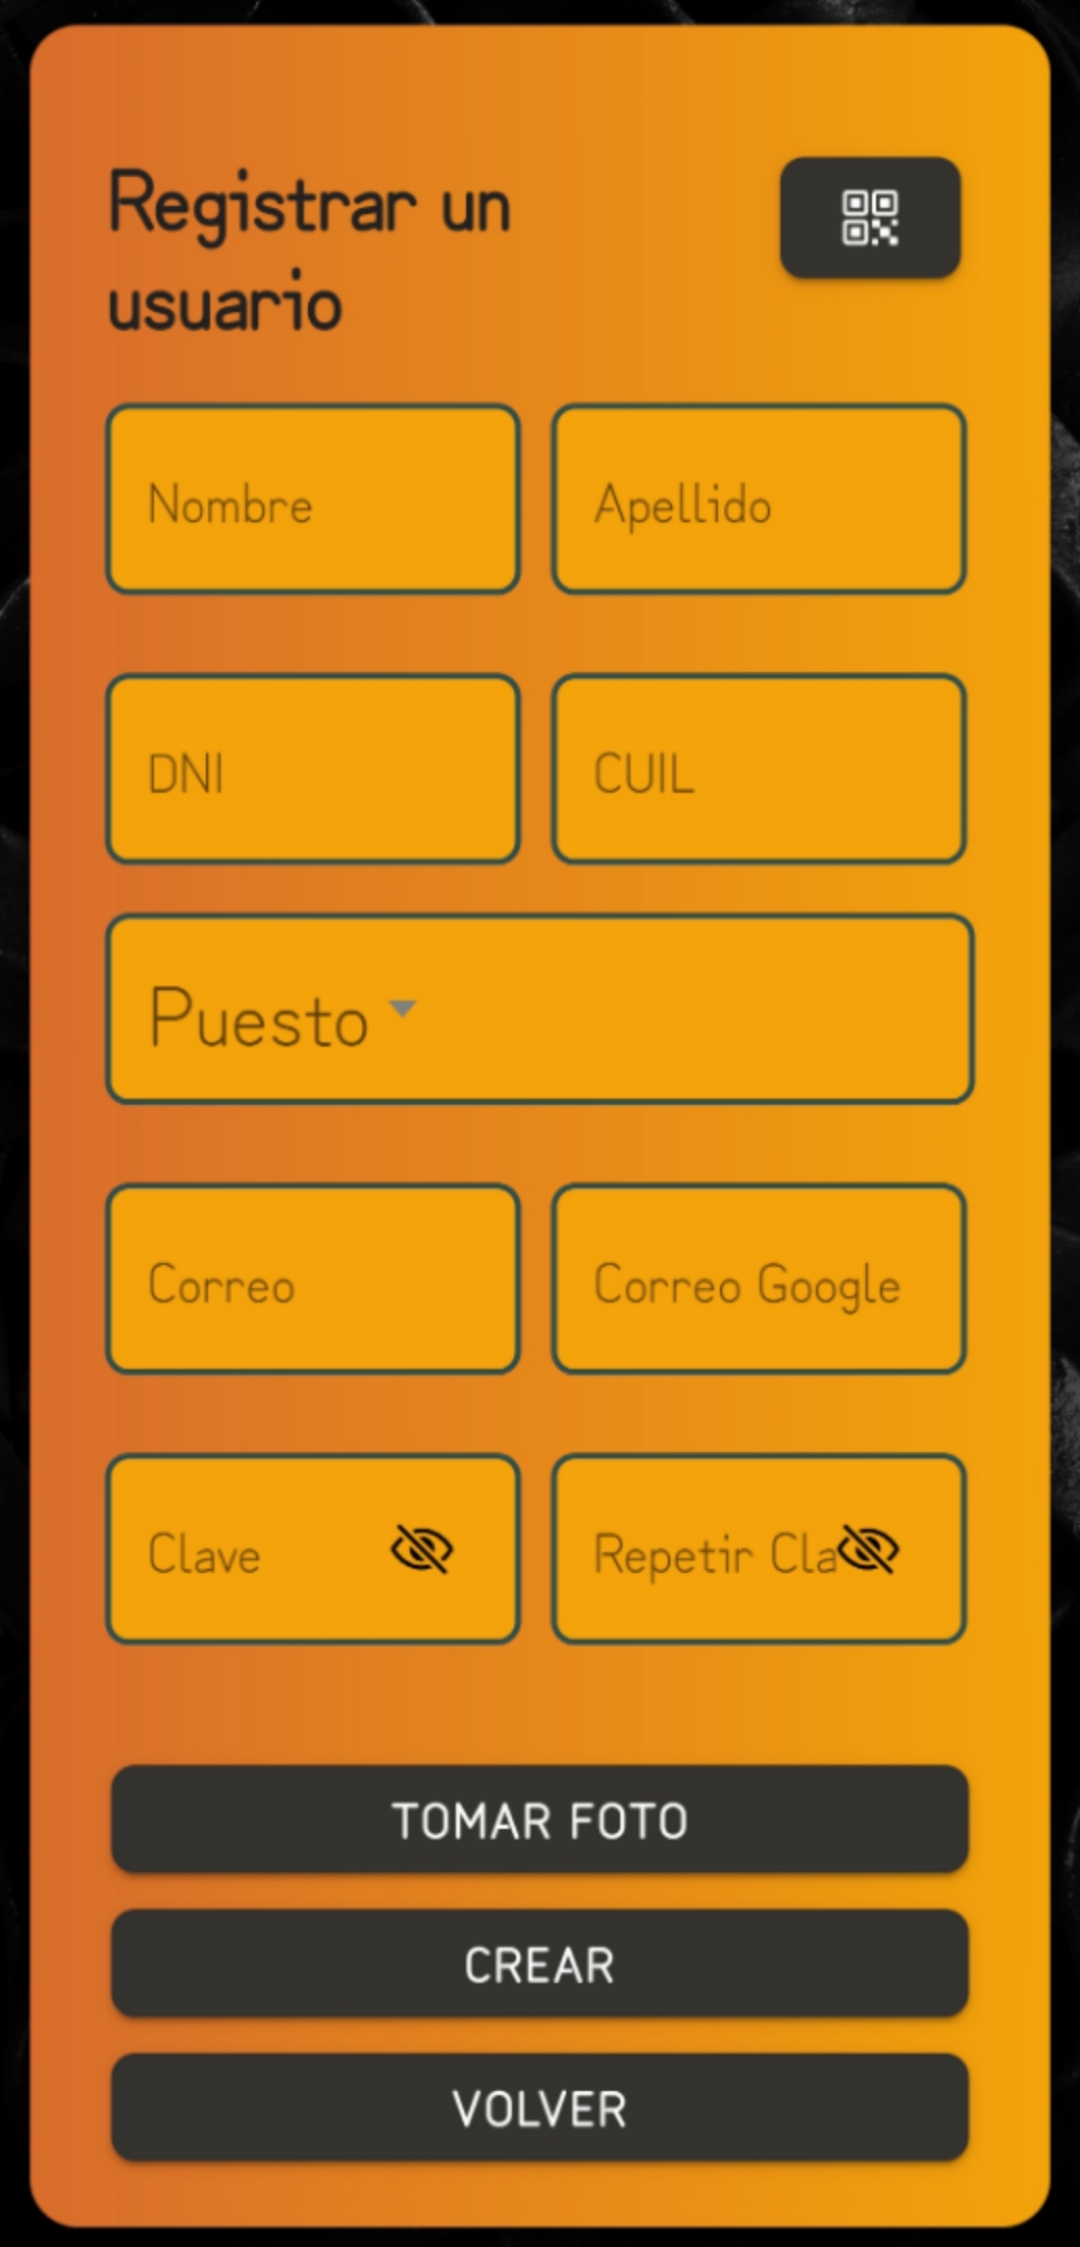 Registrar un
usuario
Nombre
Apellido
DNI
CUIL
Puesto
Correo
Correo Google
Clave
Repetir Cla
TOMAR FOTO
CREAR
VOLVER